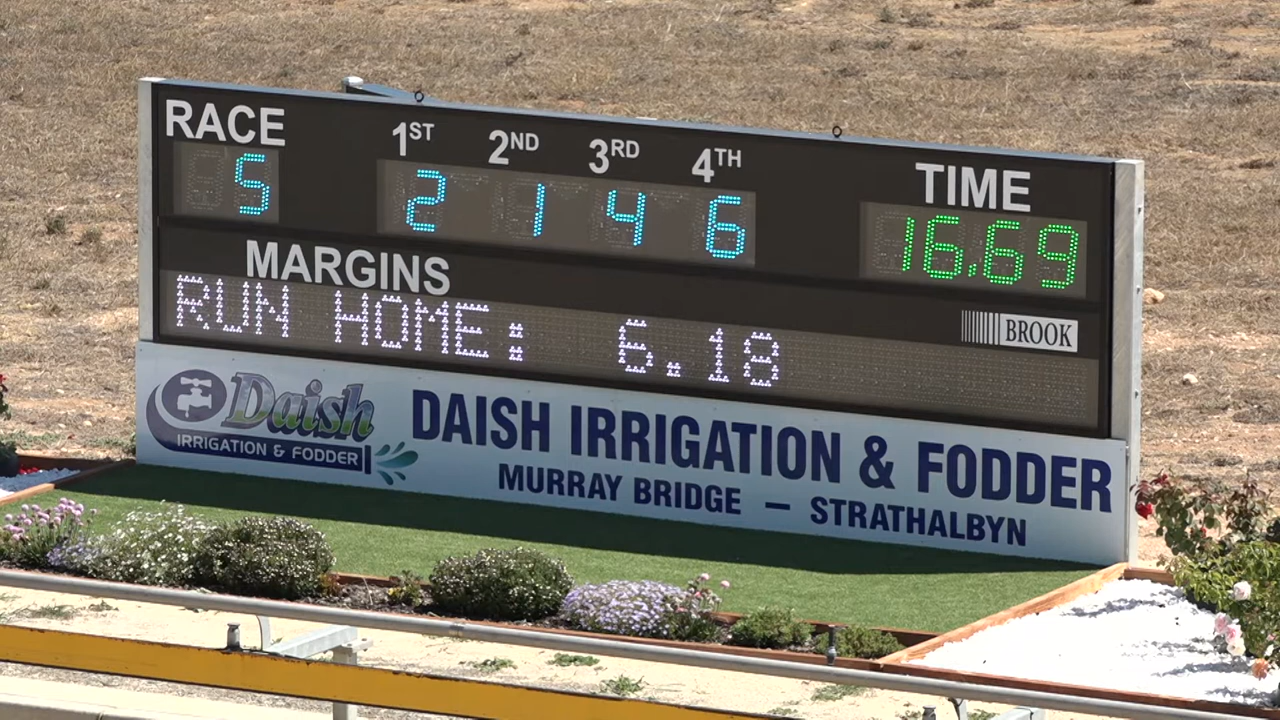 RACE 1ST 2ND 3RD 4TH TIME
5 2 1 4 6 16.69
MARGINS
RUN HOME: 6.18
BROOK
Daish
IRRIGATION & FODDER
DAISH IRRIGATION & FODDER
MURRAY BRIDGE — STRATHALBYN